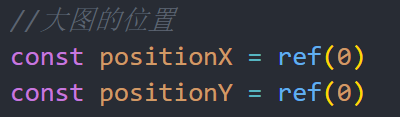 //大图的位置
const positionX = ref(0)
const positionY = ref(0)